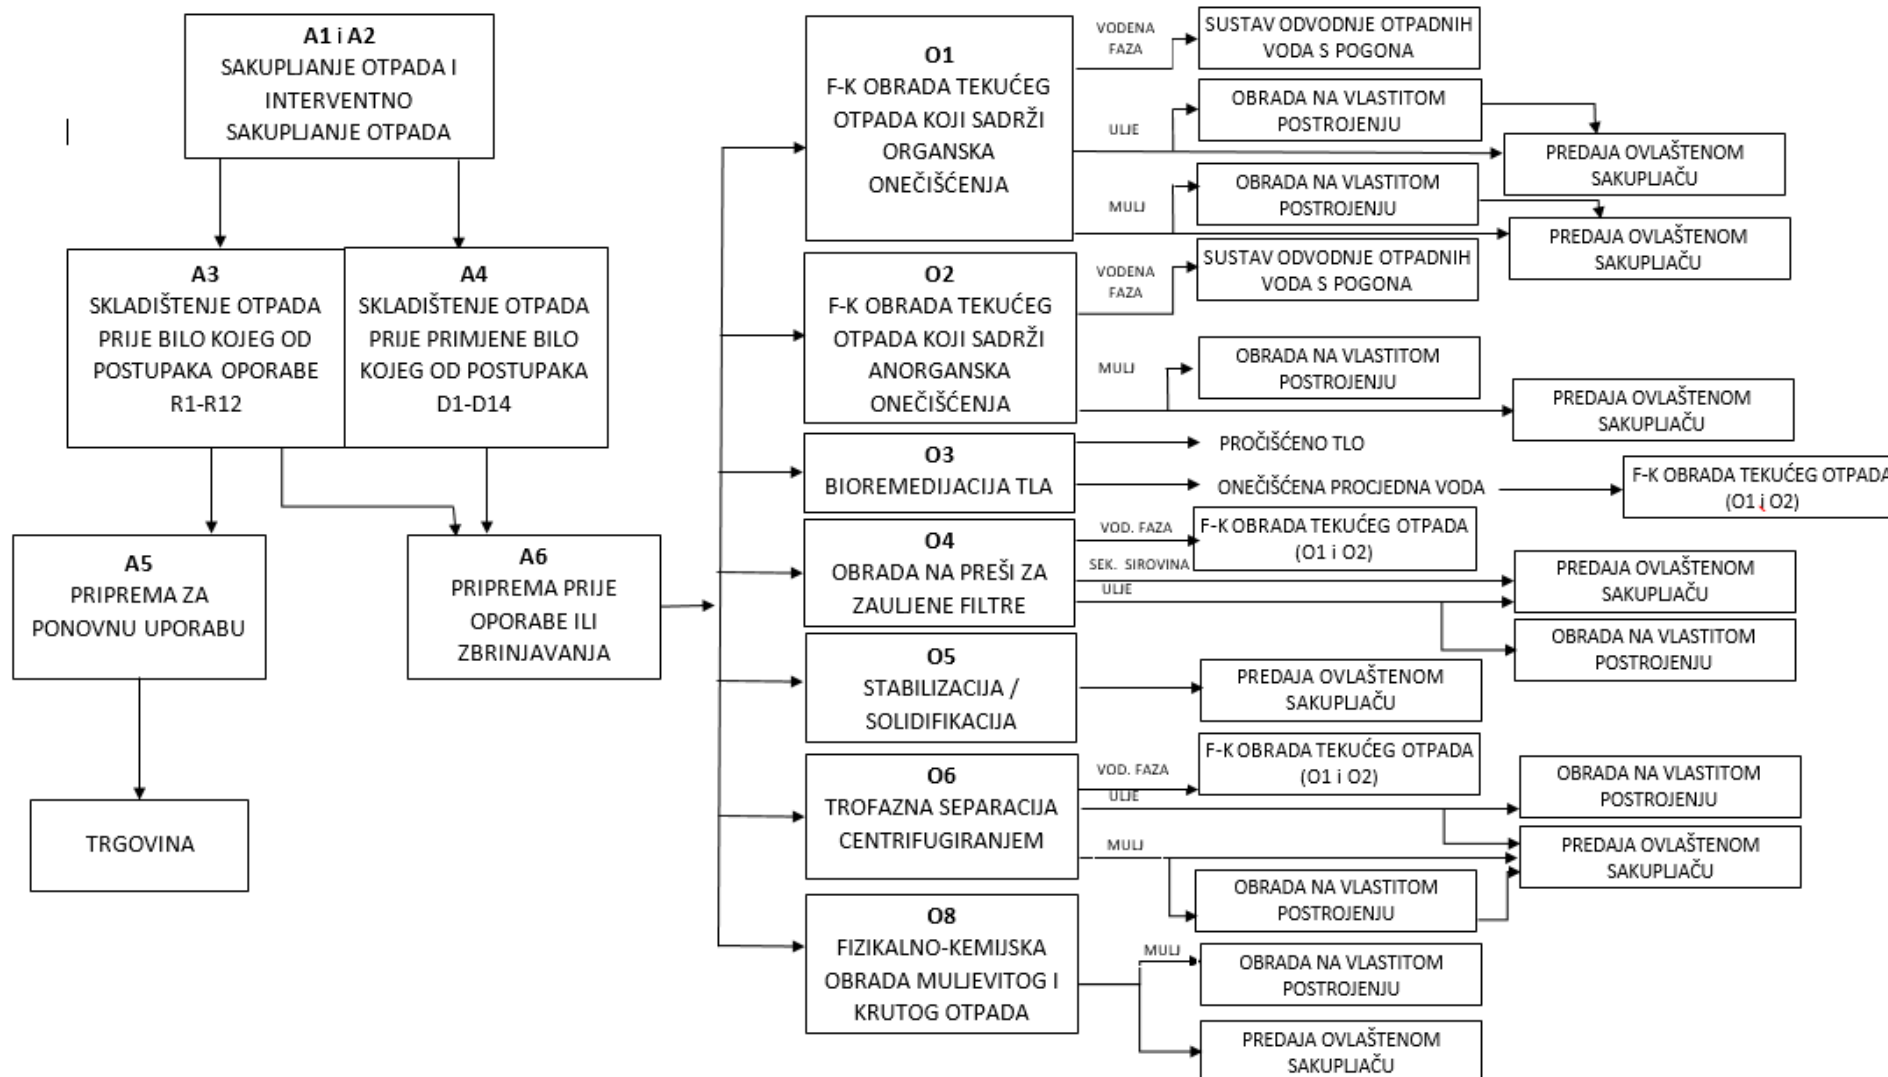 A1 i A2
SAKUPLJANJE OTPADA I
INTERVENTNO
SAKUPLJANJE OTPADA
A3
SKLADIŠTENJE OTPADA
PRIJE BILO KOJEG OD
POSTUPAKA OPORABE
R1-R12
A4
SKLADIŠTENJE OTPADA
PRIJE PRIMJENE BILO
KOJEG OD POSTUPAKA
D1-D14
A5
PRIPREMA ZA
PONOVNU UPORABU
A6
PRIPREMA PRIJE
OPORABE ILI
ZBRINJAVANJA
TRGOVINA
O1
F-K OBRADA TEKUĆEG
OTPADA KOJI SADRŽI
ORGANSKA
ONEČIŠĆENJA
VODENA
FAZA
SUSTAV ODVODNJE OTPADNIH
VODA S POGONA
ULJE
OBRADA NA VLASTITOM
POSTROJENJU
PREDAJA OVLAŠTENOM
SAKUPLJAČU
MULJ
OBRADA NA VLASTITOM
POSTROJENJU
PREDAJA OVLAŠTENOM
SAKUPLJAČU
O2
F-K OBRADA TEKUĆEG
OTPADA KOJI SADRŽI
ANORGANSKA
ONEČIŠĆENJA
VODENA
FAZA
SUSTAV ODVODNJE OTPADNIH
VODA S POGONA
MULJ
OBRADA NA VLASTITOM
POSTROJENJU
PREDAJA OVLAŠTENOM
SAKUPLJAČU
O3
BIOREMEDIJACIJA TLA
PROČIŠĆENO TLO
ONEČIŠĆENA PROCJEDNA VODA
F-K OBRADA TEKUĆEG OTPADA
(O1 i O2)
O4
OBRADA NA PREŠI ZA
ZAULJENE FILTRE
VOD. FAZA
F-K OBRADA TEKUĆEG OTPADA
(O1 i O2)
SEK. SIROVINA
ULJE
PREDAJA OVLAŠTENOM
SAKUPLJAČU
OBRADA NA VLASTITOM
POSTROJENJU
O5
STABILIZACIJA /
SOLIDIFIKACIJA
PREDAJA OVLAŠTENOM
SAKUPLJAČU
O6
TROFAZNA SEPARACIJA
CENTRIFUGIRANJEM
VOD. FAZA
F-K OBRADA TEKUĆEG OTPADA
(O1 i O2)
ULJE
OBRADA NA VLASTITOM
POSTROJENJU
PREDAJA OVLAŠTENOM
SAKUPLJAČU
MULJ
OBRADA NA VLASTITOM
POSTROJENJU
O8
FIZIKALNO-KEMIJSKA
OBRADA MULJEVITOG I
KRUTOG OTPADA
MULJ
OBRADA NA VLASTITOM
POSTROJENJU
PREDAJA OVLAŠTENOM
SAKUPLJAČU